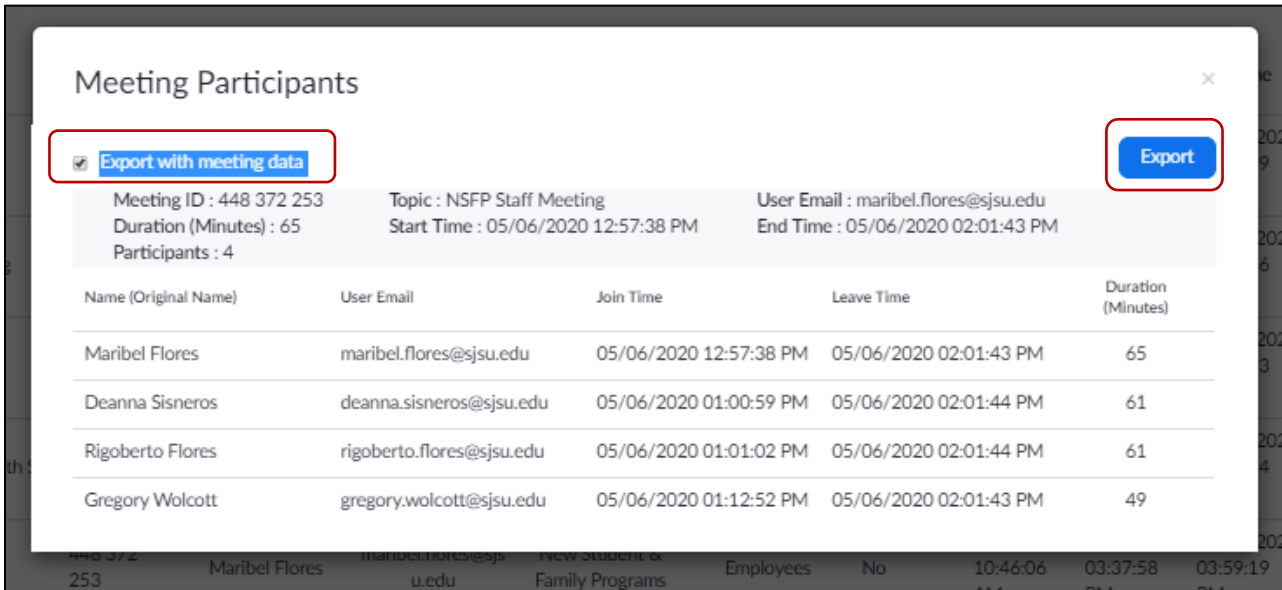 Meeting Participants
×
Export with meeting data
Export
Meeting ID : 448 372 253 Topic : NSFP Staff Meeting User Email : maribel.flores@sjsu.edu
Duration (Minutes) : 65 Start Time : 05/06/2020 12:57:38 PM End Time : 05/06/2020 02:01:43 PM
Participants : 4
Name (Original Name) User Email Join Time Leave Time Duration (Minutes)
Maribel Flores maribel.flores@sjsu.edu 05/06/2020 12:57:38 PM 05/06/2020 02:01:43 PM 65
Deanna Sisneros deanna.sisneros@sjsu.edu 05/06/2020 01:00:59 PM 05/06/2020 02:01:44 PM 61
Rigoberto Flores rigoberto.flores@sjsu.edu 05/06/2020 01:01:02 PM 05/06/2020 02:01:44 PM 61
Gregory Wolcott gregory.wolcott@sjsu.edu 05/06/2020 01:12:52 PM 05/06/2020 02:01:43 PM 49
448 372 maribel.flores@sjs New Student &
253 Maribel Flores u.edu Family Programs Employees No 10:46:06 03:37:58 03:59:19